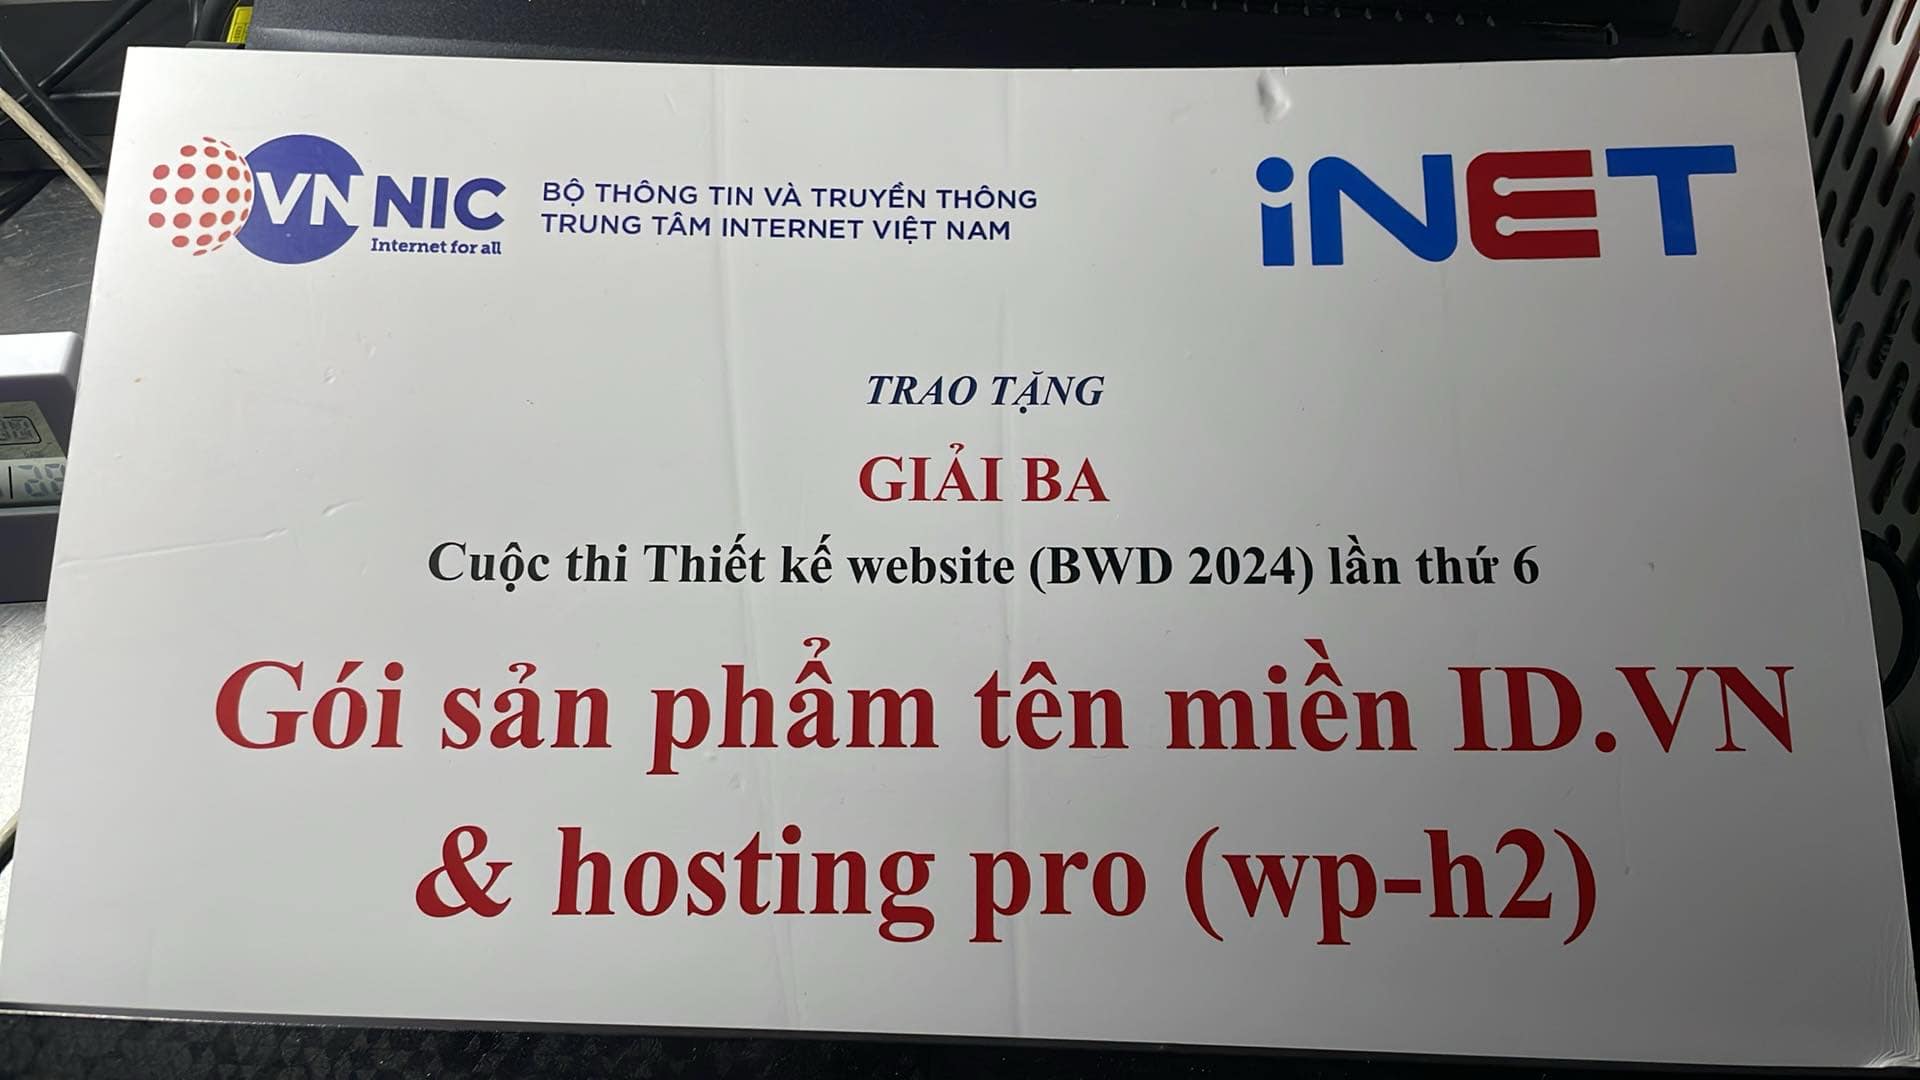 VNNIC
Internet for all
BỘ THÔNG TIN VÀ TRUYỀN THÔNG
TRUNG TÂM INTERNET VIỆT NAM
iNET
TRAO TẶNG
GIẢI BA
Cuộc thi Thiết kế website (BWD 2024) lần thứ 6
Gói sản phẩm tên miền ID.VN
& hosting pro (wp-h2)